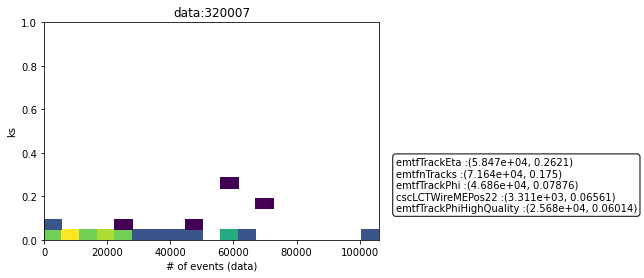 data:320007
1.0
0.8
0.6
0.4
0.2
0.0
ks
0
20000
40000
60000
80000
100000
# of events (data)
emtfTrackEta :(5.847e+04, 0.2621)
emtfnTracks :(7.164e+04, 0.175)
emtfTrackPhi :(4.686e+04, 0.07876)
cscLCTWireMEPos22 :(3.311e+03, 0.06561)
emtfTrackPhiHighQuality :(2.568e+04, 0.06014)